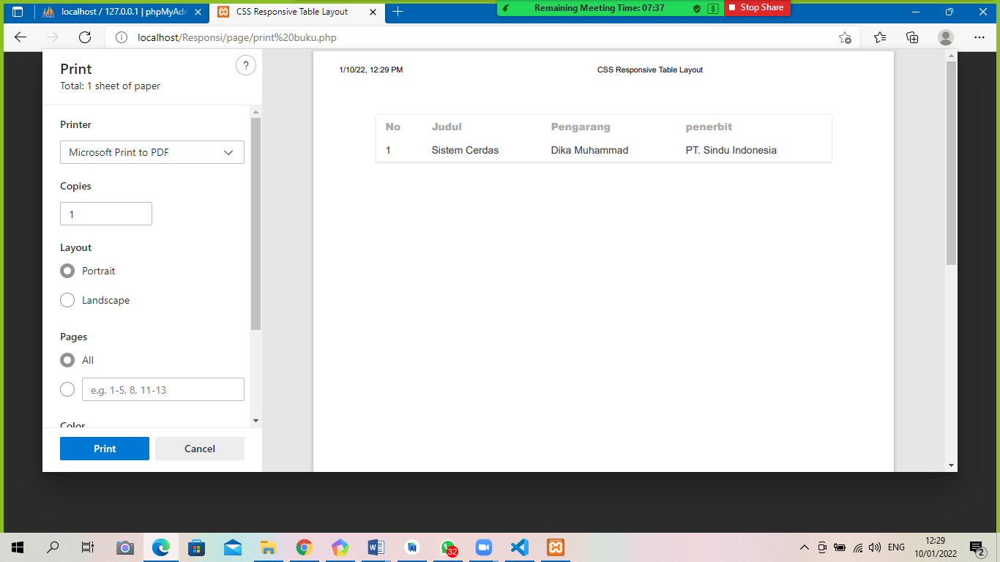 localhost / 127.0.0.1 | phpMyAdn
CSS Responsive Table Layout
Remaining Meeting Time: 07:37
$
Stop Share
localhost/Responsi/page/print%20buku.php
Print
?
Total: 1 sheet of paper
Printer
Microsoft Print to PDF
Copies
1
Layout
Portrait
Landscape
Pages
All
e.g. 1-5, 8, 11-13
Color
Print Cancel
1/10/22, 12:29 PM CSS Responsive Table Layout
No Judul Pengarang penerbit
1 Sistem Cerdas Dika Muhammad PT. Sindu Indonesia
32
ENG
12:29
10/01/2022
2